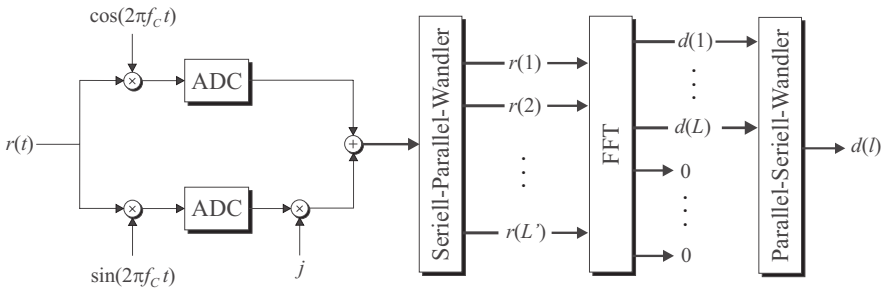 cos(2πf_C t)
r(t)
ADC
ADC
sin(2πf_C t)
j
Seriell-Parallel-Wandler
r(1)
r(2)
⋮
r(L’)
FFT
d(1)
⋮
d(L)
0
⋮
0
Parallel-Seriell-Wandler
d(l)